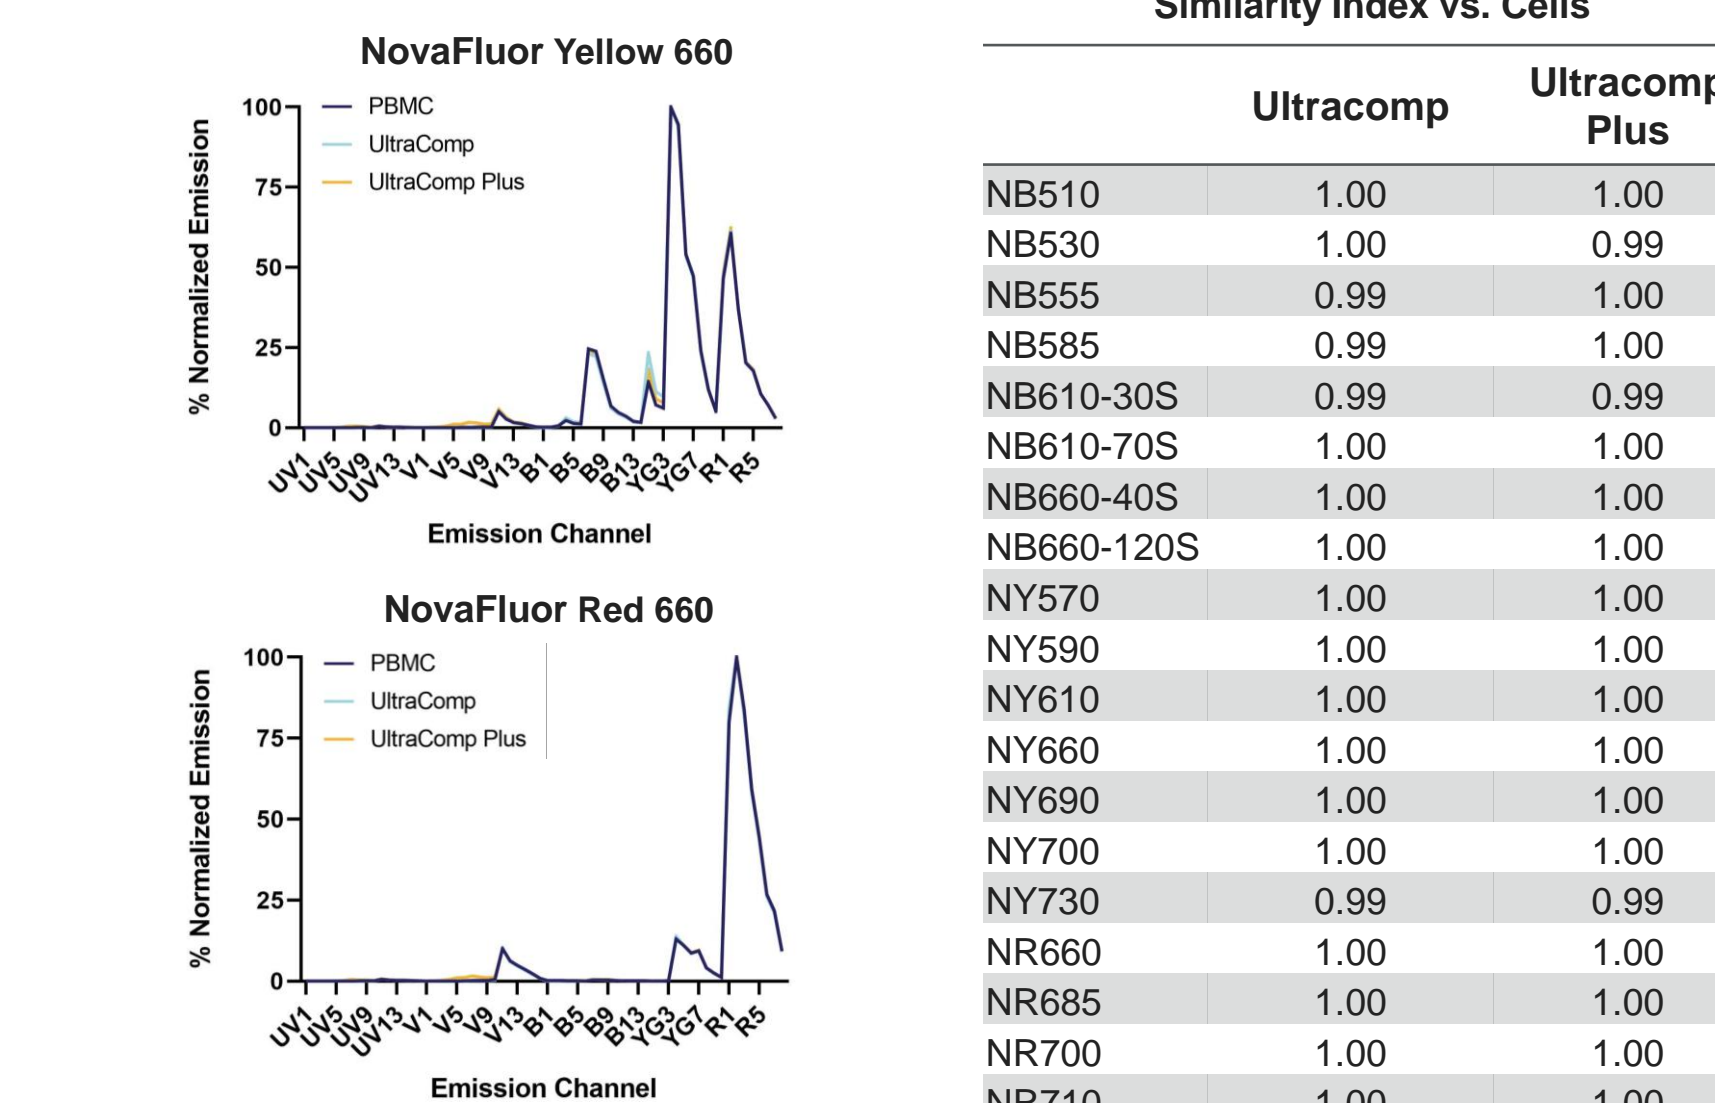 NovaFluor Yellow 660
PBMC
UltraComp
UltraComp Plus
% Normalized Emission
100
75
50
25
0
UV1 UV5 UV9 UV13 V1 V5 V9 V13 B1 B5 B9 B13 YG3 YG7 R1 R5
Emission Channel
NovaFluor Red 660
PBMC
UltraComp
UltraComp Plus
% Normalized Emission
100
75
50
25
0
UV1 UV5 UV9 UV13 V1 V5 V9 V13 B1 B5 B9 B13 YG3 YG7 R1 R5
Emission Channel
Similarity Index vs. Cells
Ultracomp
Ultracomp
Plus
NB510 1.00 1.00
NB530 1.00 0.99
NB555 0.99 1.00
NB585 0.99 1.00
NB610-30S 0.99 0.99
NB610-70S 1.00 1.00
NB660-40S 1.00 1.00
NB660-120S 1.00 1.00
NY570 1.00 1.00
NY590 1.00 1.00
NY610 1.00 1.00
NY660 1.00 1.00
NY690 1.00 1.00
NY700 1.00 1.00
NY730 0.99 0.99
NR660 1.00 1.00
NR685 1.00 1.00
NR700 1.00 1.00
NR710 1.00 1.00